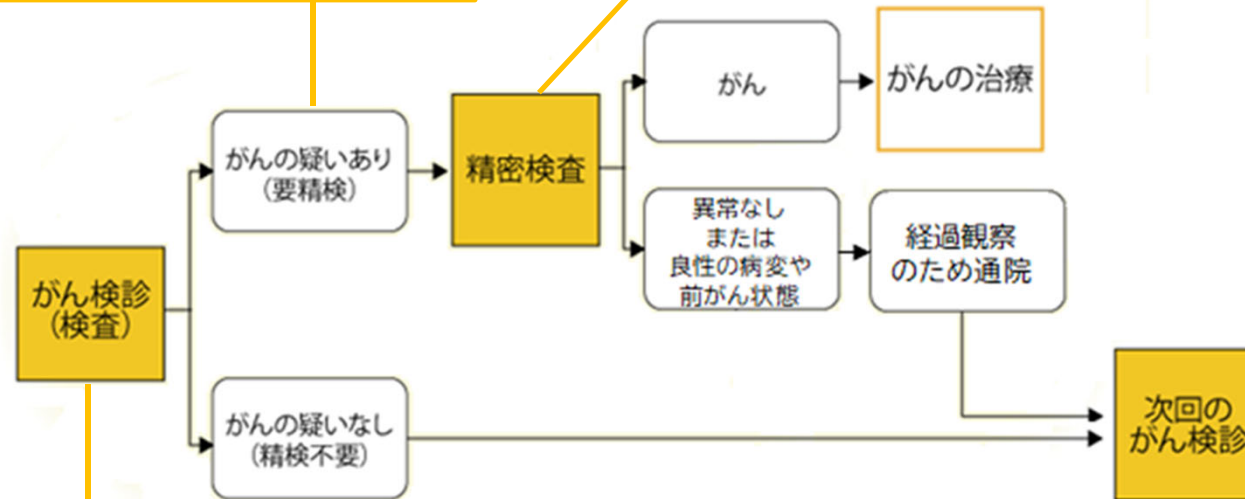 がん
がんの治療
がんの疑いあり
(要精検)
精密検査
異常なし
または
良性の病変や
前がん状態
経過観察
のため通院
がん検診
(検査)
がんの疑いなし
(精検不要)
次回の
がん検診